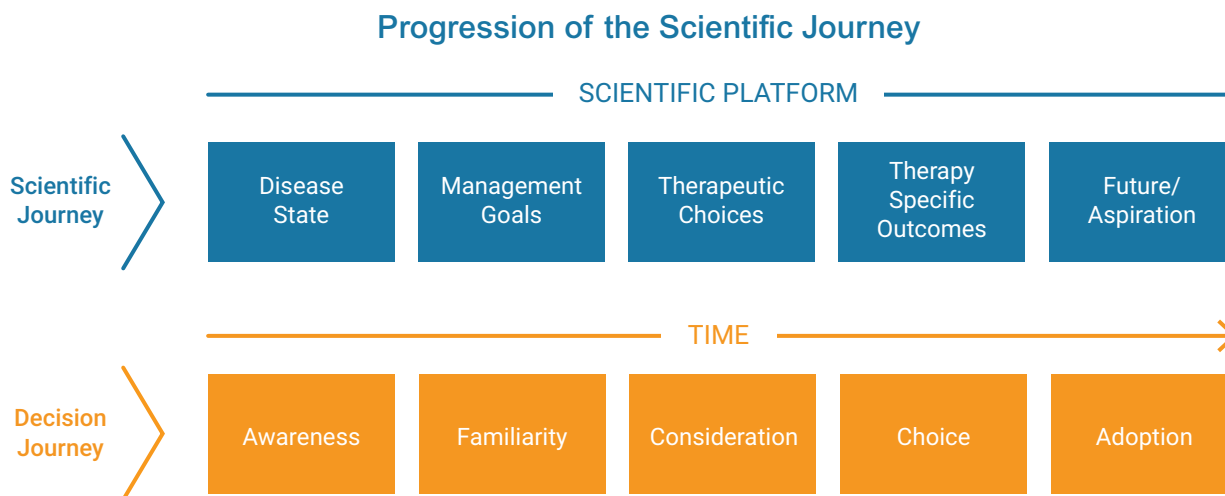 Progression of the Scientific Journey
SCIENTIFIC PLATFORM
Scientific
Journey
Disease
State
Management
Goals
Therapeutic
Choices
Therapy
Specific
Outcomes
Future/
Aspiration
TIME
Decision
Journey
Awareness
Familiarity
Consideration
Choice
Adoption